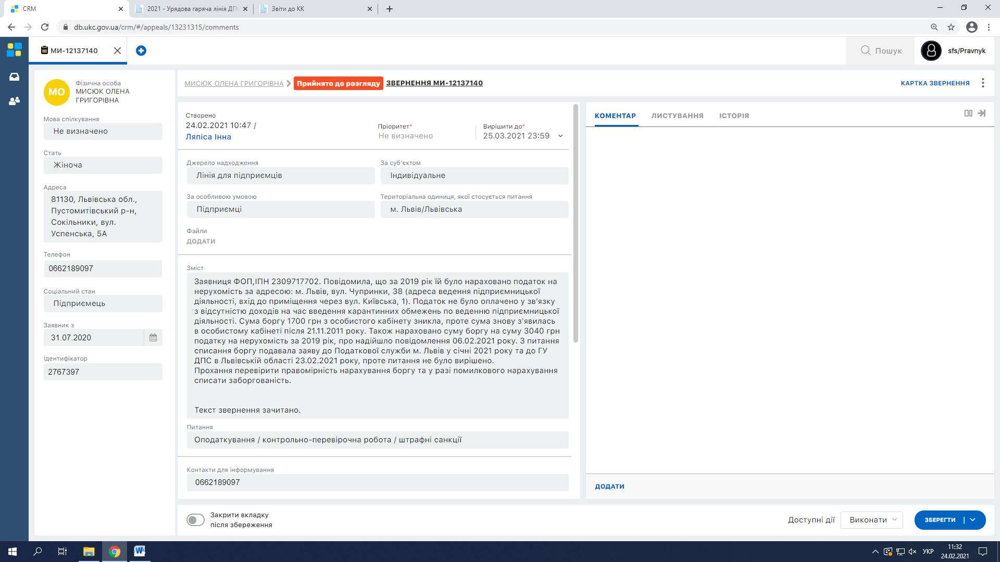 CRM
2021 - Урядова гаряча лінія ДП
Звіти до КК
db.ukc.gov.ua/crm/#/appeals/13231315/comments
МИ-12137140
Пошук
sfs/Pravnyk
МО
Фізична особа
МИСЮК ОЛЕНА
ГРИГОРІВНА
Мова спілкування
Не визначено
Стать
Жіноча
Адреса
81130, Львівська обл.,
Пустомитівський р-н,
Сокільники, вул.
Успенська, 5А
Телефон
0662189097
Соціальний стан
Підприємець
Заявник з
31.07.2020
Ідентифікатор
2767397
МИСЮК ОЛЕНА ГРИГОРІВНА
Прийнято до розгляду
ЗВЕРНЕННЯ МИ-12137140
КАРТКА ЗВЕРНЕННЯ
Створено
24.02.2021 10:47 /
Ляпіса Інна
Пріоритет*
Не визначено
Вирішити до*
25.03.2021 23:59
Джерело надходження
Лінія для підприємців
За суб'єктом
Індивідуальне
За особливою умовою
Підприємці
Територіальна одиниця, якої стосується питання
м. Львів/Львівська
Файли
ДОДАТИ
Зміст
Заявниця ФОП,ІПН 2309717702. Повідомила, що за 2019 рік їй було нараховано податок на
нерухомість за адресою: м. Львів, вул. Чупринки, 38 (адреса ведення підприємницької
діяльності, вхід до приміщення через вул. Київська, 1). Податок не було оплачено у зв'язку
з відсутністю доходів на час введення карантинних обмежень по веденню підприємницької
діяльності. Сума боргу 1700 грн з особистого кабінету зникла, проте сума знову з'явилась
в особистому кабінеті після 21.11.2011 року. Також нараховано суму боргу на суму 3040 грн
податку на нерухомість за 2019 рік, про надійшло повідомлення 06.02.2021 року. З питання
списання боргу подавала заяву до Податкової служби м. Львів у січні 2021 року та до ГУ
ДПС в Львівській області 23.02.2021 року, проте питання не було вирішено.
Прохання перевірити правомірність нарахування боргу та у разі помилкового нарахування
списати заборгованість.
Текст звернення зачитано.
Питання
Оподаткування / контрольно-перевірочна робота / штрафні санкції
Контакти для інформування
0662189097
КОМЕНТАР
ЛИСТУВАННЯ
ІСТОРІЯ
ДОДАТИ
Закрити вкладку
після збереження
Доступні дії
Виконати
ЗБЕРЕГТИ
УКР
11:32
24.02.2021